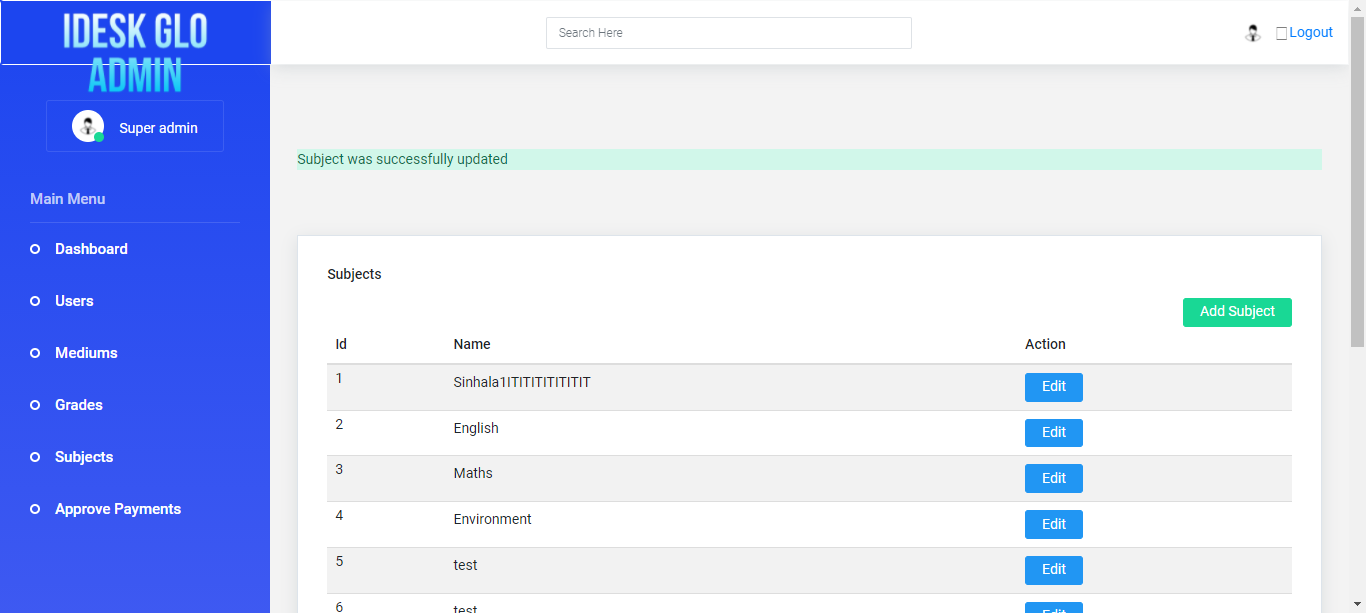 IDESK GLO
ADMIN
Search Here
Logout
Super admin
Main Menu
Dashboard
Users
Mediums
Grades
Subjects
Approve Payments
Subject was successfully updated
Subjects
Add Subject
Id Name Action
1 Sinhala1ITITITITITITIT Edit
2 English Edit
3 Maths Edit
4 Environment Edit
5 test Edit
6 test Edit